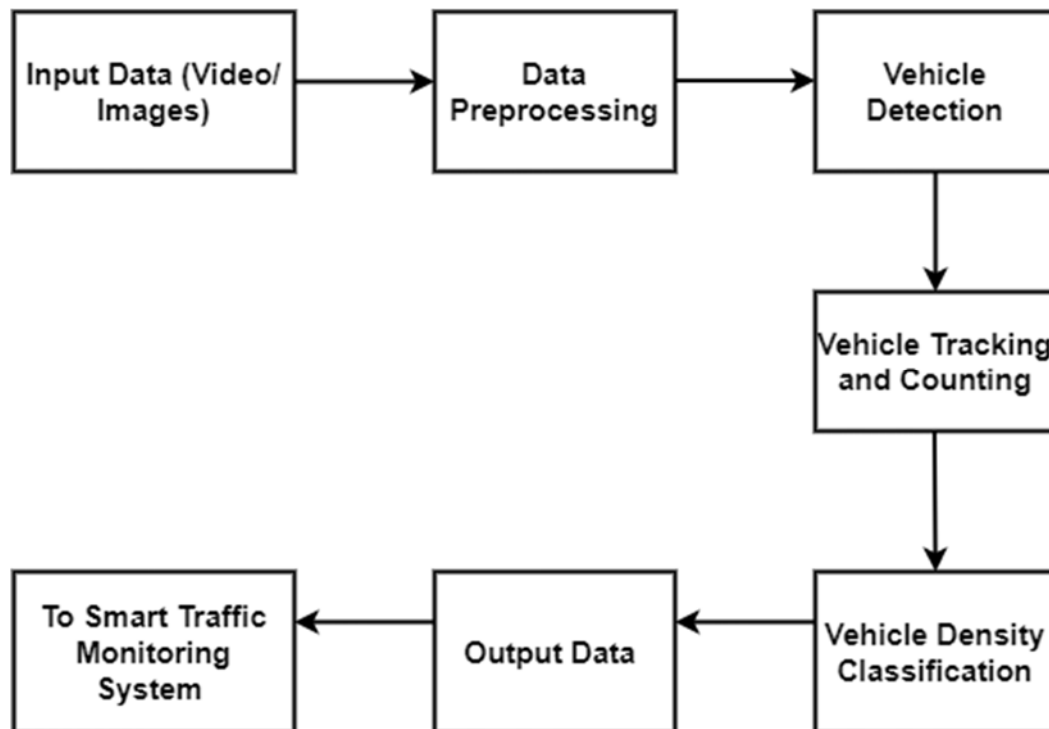 Input Data (Video/
Images)
Data
Preprocessing
Vehicle
Detection
Vehicle Tracking
and Counting
Vehicle Density
Classification
Output Data
To Smart Traffic
Monitoring
System